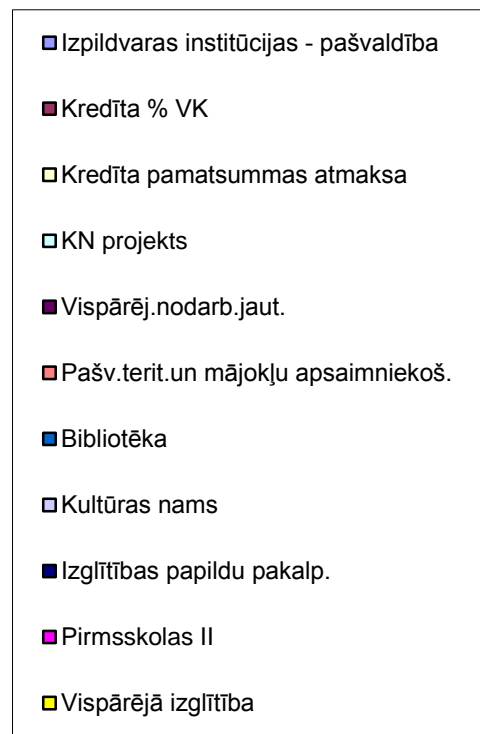 Izpildvaras institūcijas - pašvaldība
Kredīta % VK
Kredīta pamatsummas atmaksa
KN projekts
Vispārēj.nodarb.jaut.
Pašv.terit.un mājokļu apsaimniekoš.
Bibliotēka
Kultūras nams
Izglītības papildu pakalp.
Pirmsskolas II
Vispārējā izglītība